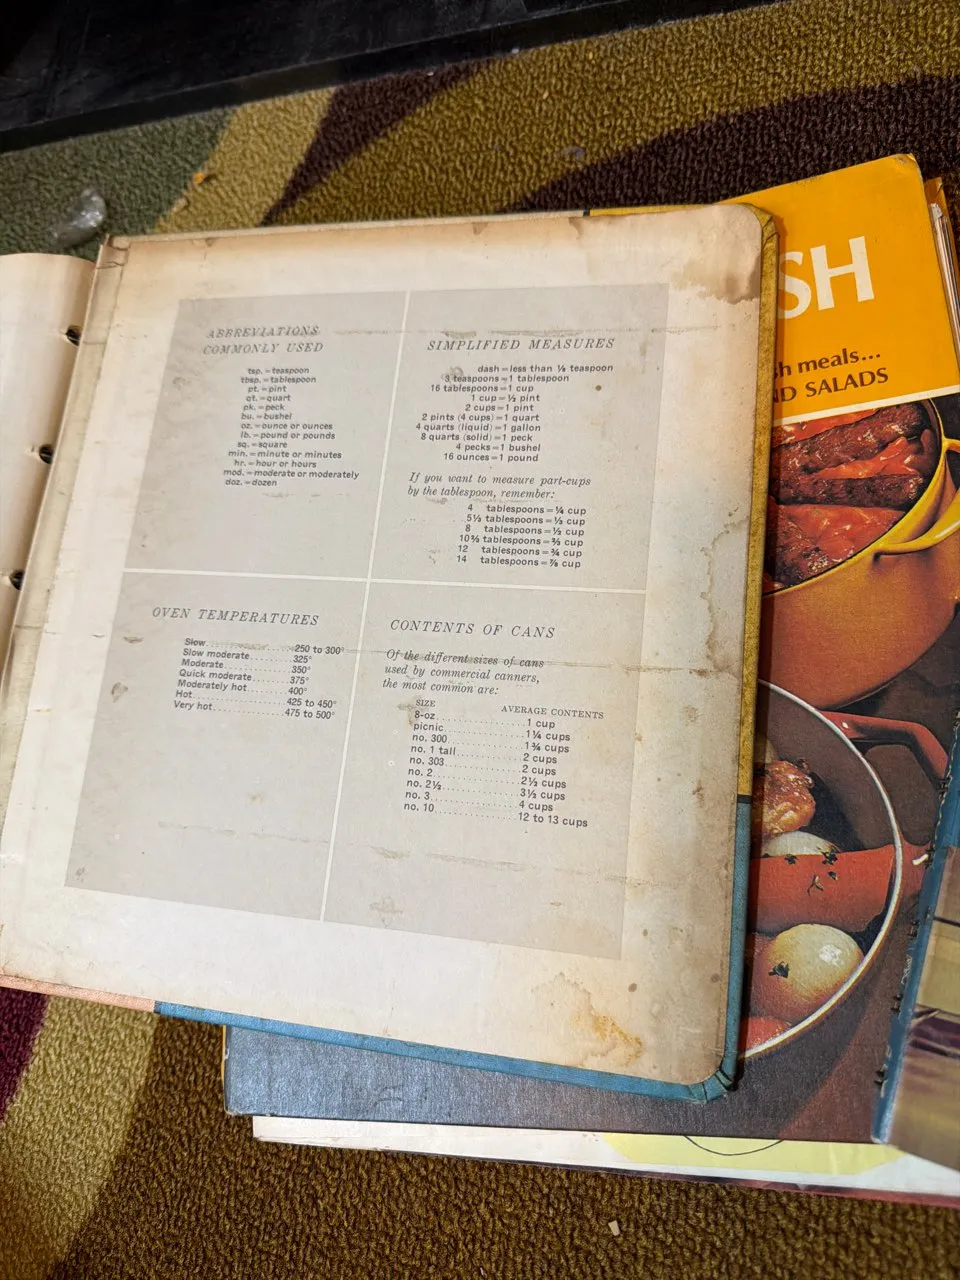 ABBREVIATIONS
COMMONLY USED
tsp. = teaspoon
tbsp. = tablespoon
pt. = pint
qt. = quart
pk. = peck
bu. = bushel
oz. = ounce or ounces
lb. = pound or pounds
sq. = square
min. = minute or minutes
hr. = hour or hours
mod. = moderate or moderately
doz. = dozen
SIMPLIFIED MEASURES
dash = less than ⅛ teaspoon
3 teaspoons = 1 tablespoon
16 tablespoons = 1 cup
1 cup = ½ pint
2 cups = 1 pint
2 pints (4 cups) = 1 quart
4 quarts (liquid) = 1 gallon
8 quarts (solid) = 1 peck
4 pecks = 1 bushel
16 ounces = 1 pound
If you want to measure part-cups
by the tablespoon, remember:
4 tablespoons = ¼ cup
5⅓ tablespoons = ⅓ cup
8 tablespoons = ½ cup
10⅔ tablespoons = ⅔ cup
12 tablespoons = ¾ cup
14 tablespoons = ⅞ cup
OVEN TEMPERATURES
Slow..............250 to 300°
Slow moderate..........325°
Moderate..............350°
Quick moderate.........375°
Moderately hot.........400°
Hot..............425 to 450°
Very hot..............475 to 500°
CONTENTS OF CANS
Of the different sizes of cans
used by commercial canners,
the most common are:
SIZE AVERAGE CONTENTS
8-oz..............1 cup
picnic..............1¼ cups
no. 300..............1¾ cups
no. 1 tall..............2 cups
no. 303..............2 cups
no. 2..............2½ cups
no. 2½..............3½ cups
no. 3..............4 cups
no. 10..............12 to 13 cups
SH
sh meals...
ND SALADS